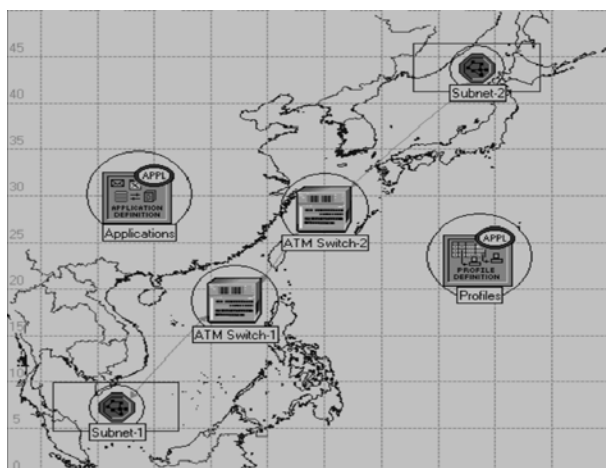 45
Subnet-2
40
35
APPL
APPLICATION
DEFINITION
Applications
30
ATM Switch-2
25
APPL
PROFILE
DEFINITION
Profiles
20
ATM Switch-1
15
10
5
Subnet-1
0